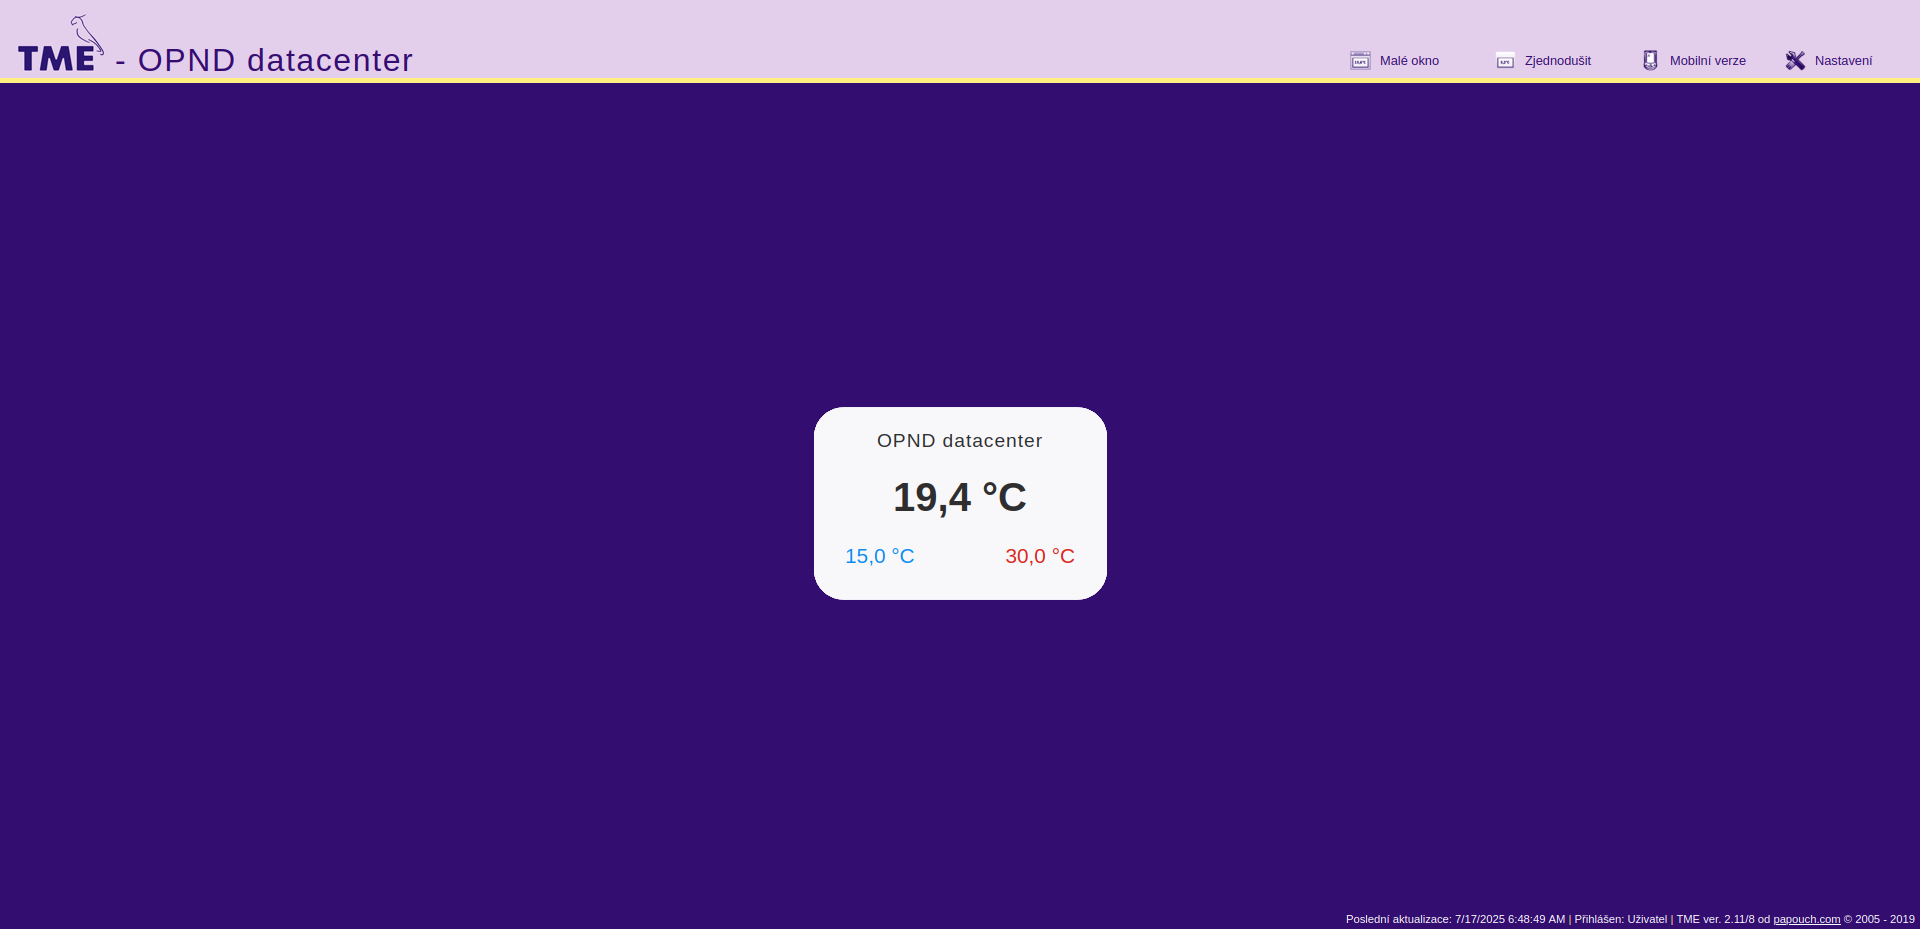 TME - OPND datacenter
Malé okno Zjednodušit Mobilní verze Nastavení
OPND datacenter
19,4 °C
15,0 °C 30,0 °C
Poslední aktualizace: 7/17/2025 6:48:49 AM | Přihlášen: Uživatel | TME ver. 2.11/8 od papouch.com © 2005 - 2019